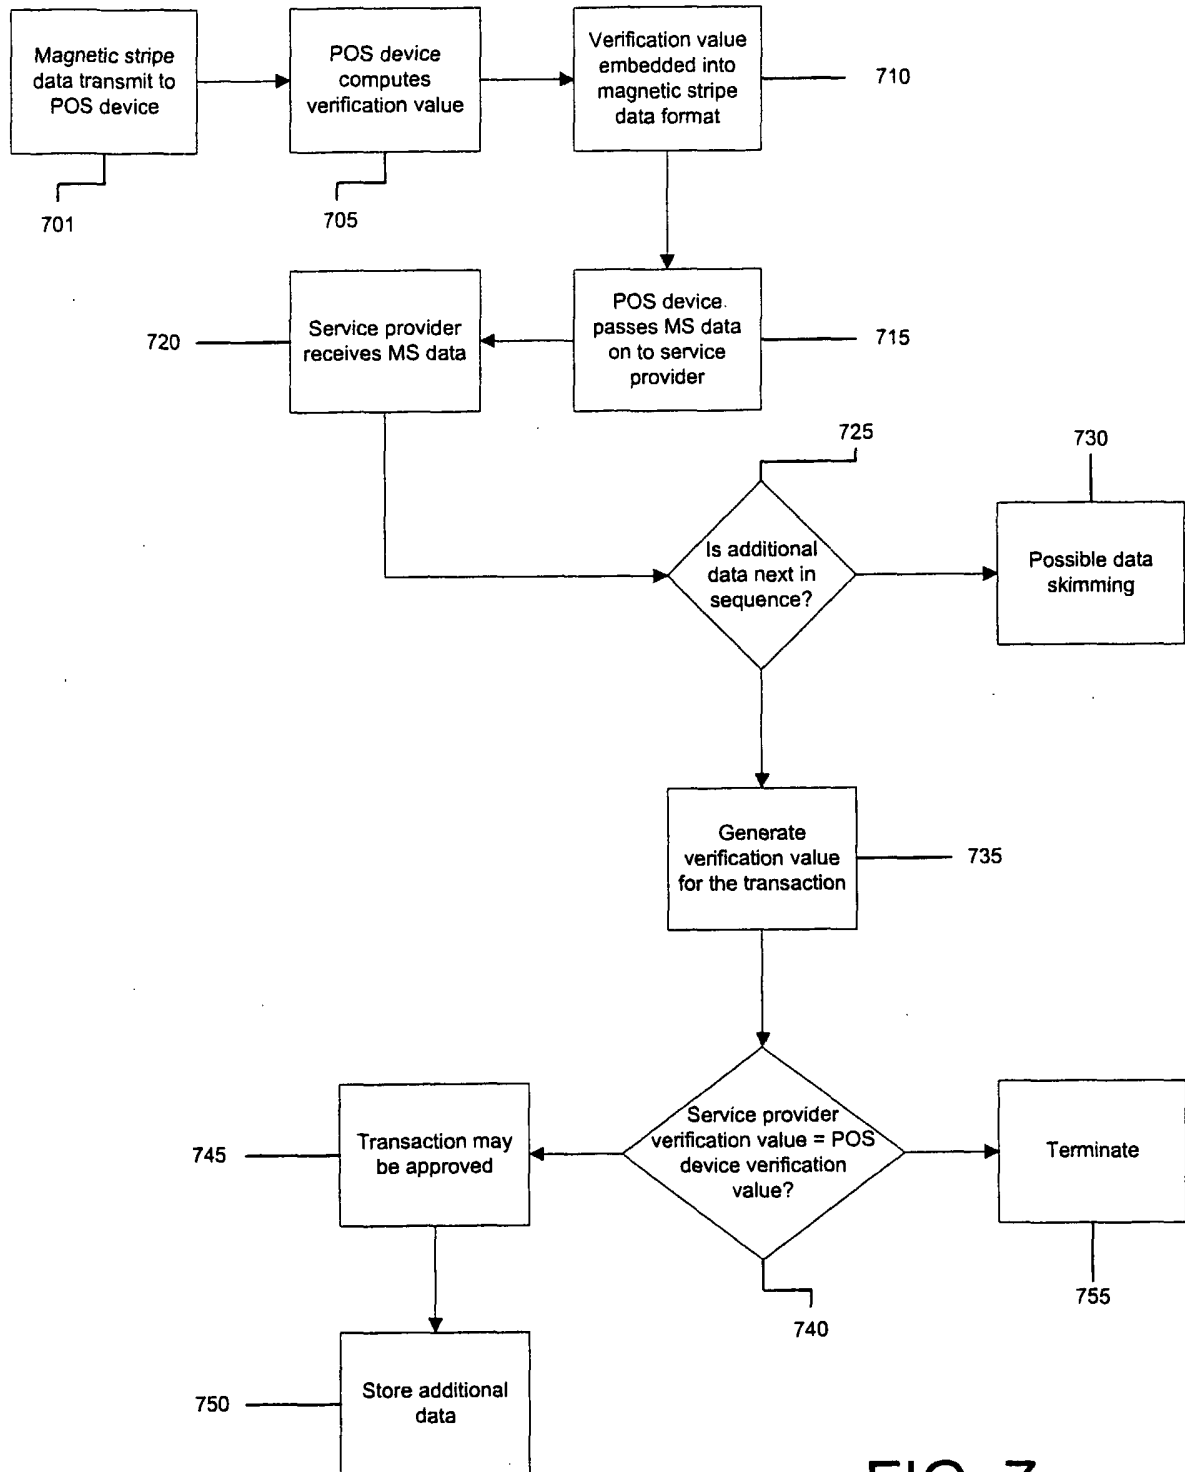 Magnetic stripe
data transmit to
POS device
701
POS device
computes
verification value
705
Verification value
embedded into
magnetic stripe
data format
710
POS device.
passes MS data
on to service
provider
715
Service provider
receives MS data
720
Is additional
data next in
sequence?
725
Possible data
skimming
730
Generate
verification value
for the transaction
735
Service provider
verification value = POS
device verification
value?
740
Transaction may
be approved
745
Terminate
755
Store additional
data
750
FIG. 7